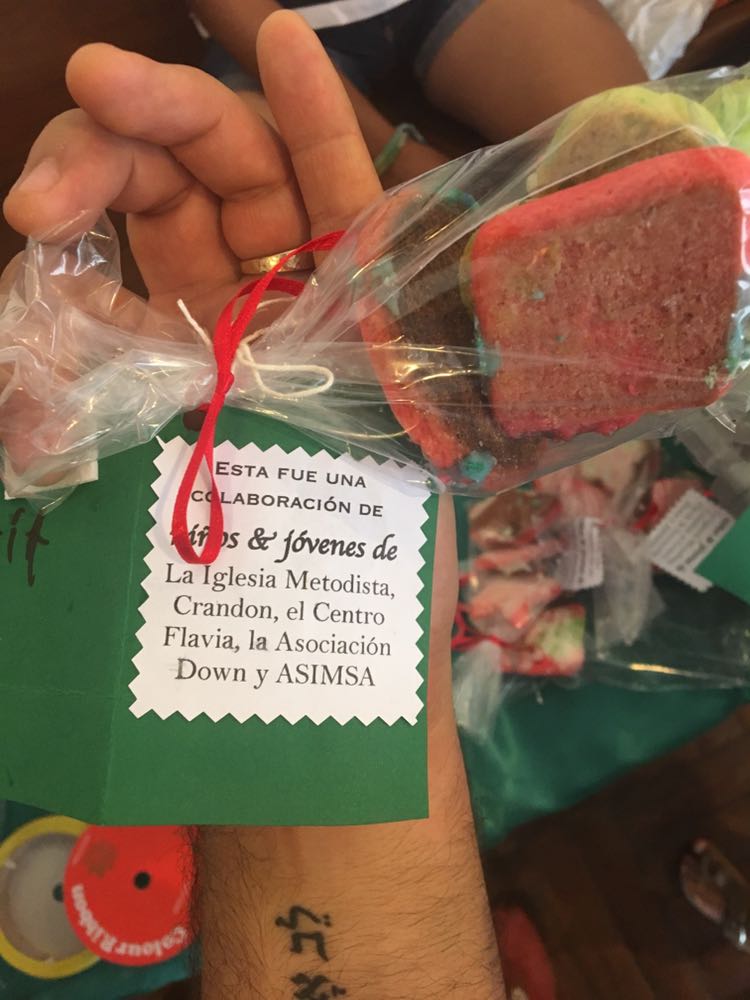 ESTA FUE UNA
COLABORACIÓN DE
niños & jóvenes de
La Iglesia Metodista,
Crandon, el Centro
Flavia, la Asociación
Down y ASIMSA
Colour Ribbon